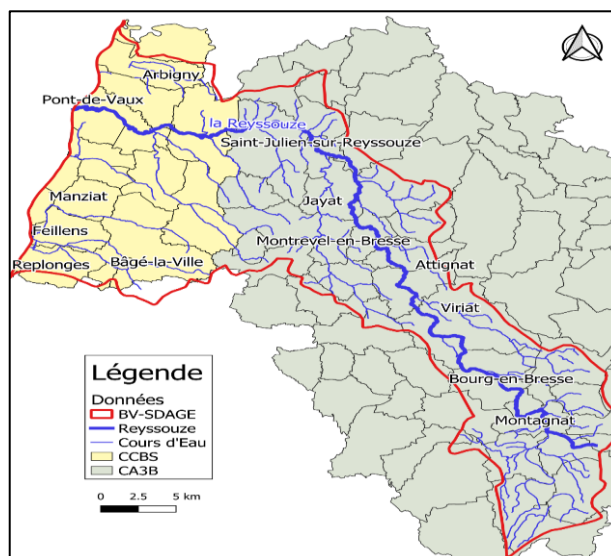 Arbigny
Pont-de-Vaux
la Reyssouze
Saint-Julien-sur-Reyssouze
Manziat
Jayat
Feillens
Montrevel-en-Bresse
Replonges
Bâgé-la-Ville
Attignat
Viriat
Bourg-en-Bresse
Montagnat
Légende
Données
BV-SDAGE
Reyssouze
Cours d'Eau
CCBS
CA3B
0 2.5 5 km